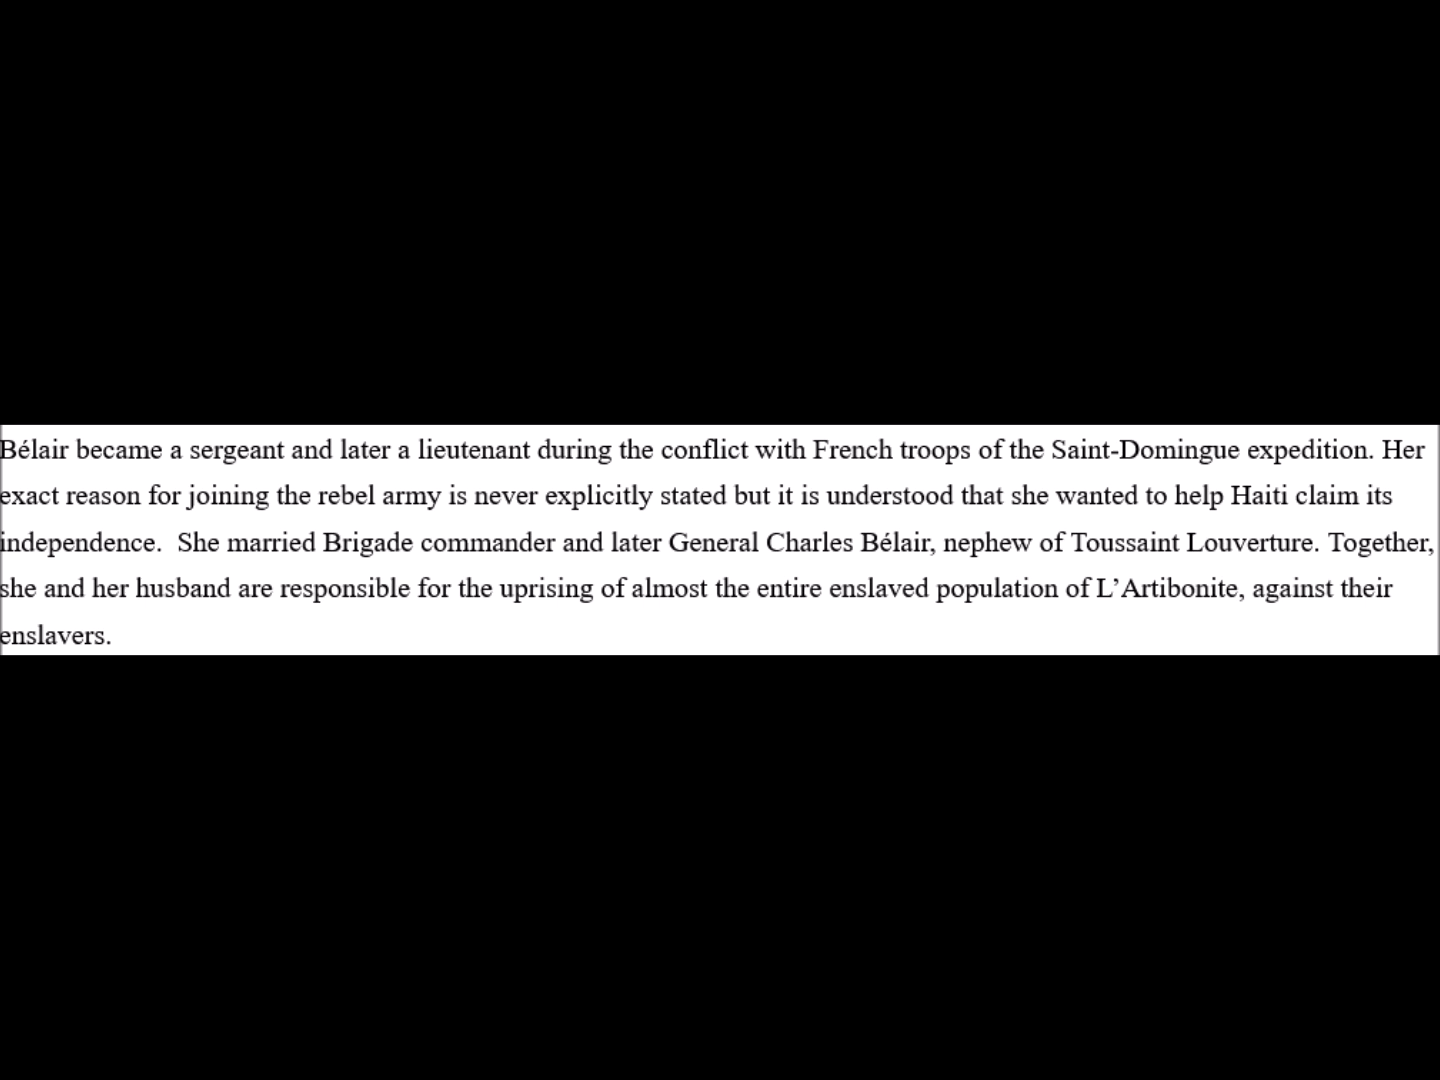 Bélair became a sergeant and later a lieutenant during the conflict with French troops of the Saint-Domingue expedition. Her
exact reason for joining the rebel army is never explicitly stated but it is understood that she wanted to help Haiti claim its
independence.  She married Brigade commander and later General Charles Bélair, nephew of Toussaint Louverture. Together,
she and her husband are responsible for the uprising of almost the entire enslaved population of L’Artibonite, against their
enslavers.